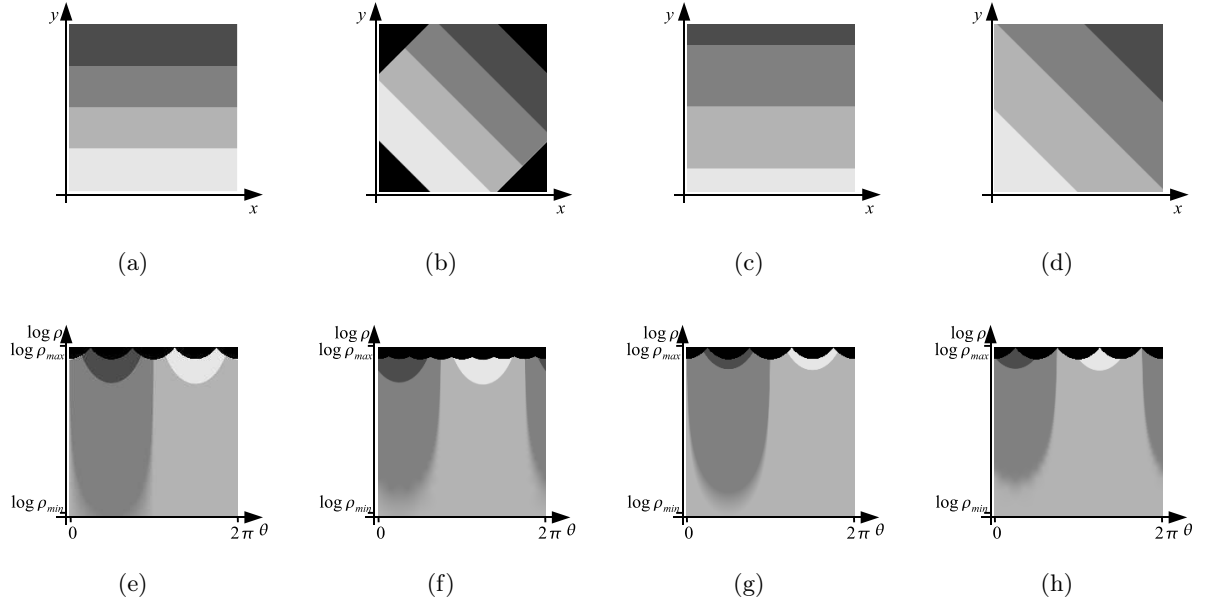 y y y y
x x x x
(a) (b) (c) (d)
log ρ log ρ log ρ log ρ
log ρmax log ρmax log ρmax log ρmax
log ρmin log ρmin log ρmin log ρmin
0 2π θ 0 2π θ 0 2π θ 0 2π θ
(e) (f) (g) (h)